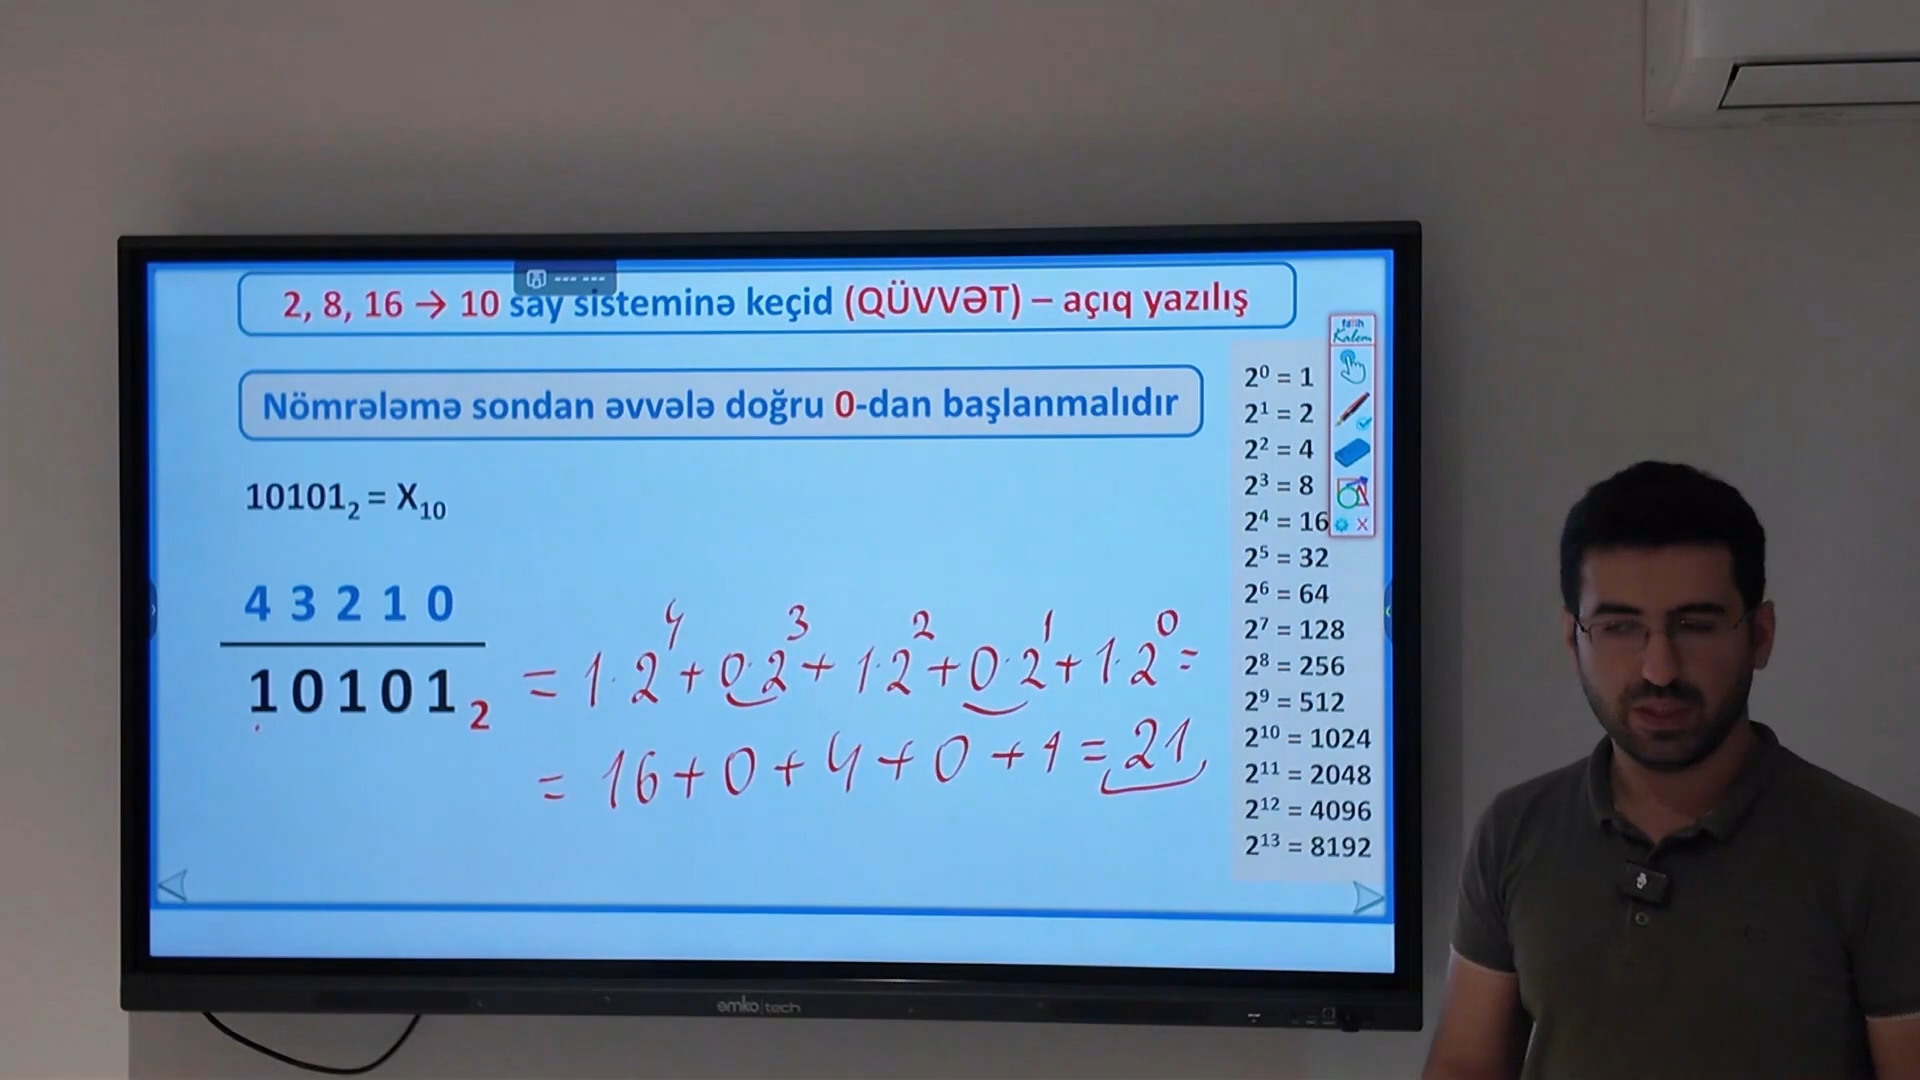 2, 8, 16 → 10 say sisteminə keçid (QÜVVƏT) – açıq yazılış
Nömrələmə sondan əvvələ doğru 0-dan başlanmalıdır
10101₂ = X₁₀
4 3 2 1 0
10101₂ = 1·2⁴+0·2³+1·2²+0·2¹+1·2⁰=
= 16+0+4+0+1=21
2⁰ = 1
2¹ = 2
2² = 4
2³ = 8
2⁴ = 16
2⁵ = 32
2⁶ = 64
2⁷ = 128
2⁸ = 256
2⁹ = 512
2¹⁰ = 1024
2¹¹ = 2048
2¹² = 4096
2¹³ = 8192
fatih
Kalem
emko|tech